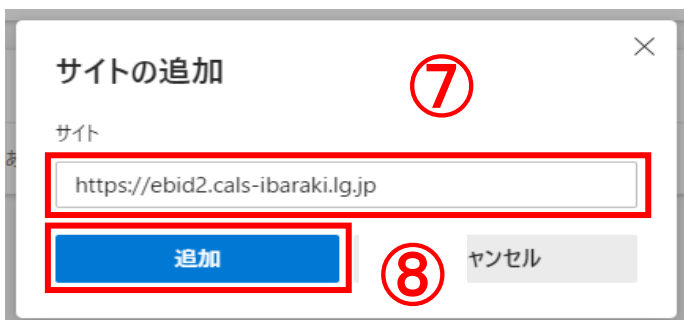 サイトの追加
⑦
サイト
https://ebid2.cals-ibaraki.lg.jp
追加
⑧
ャンセル